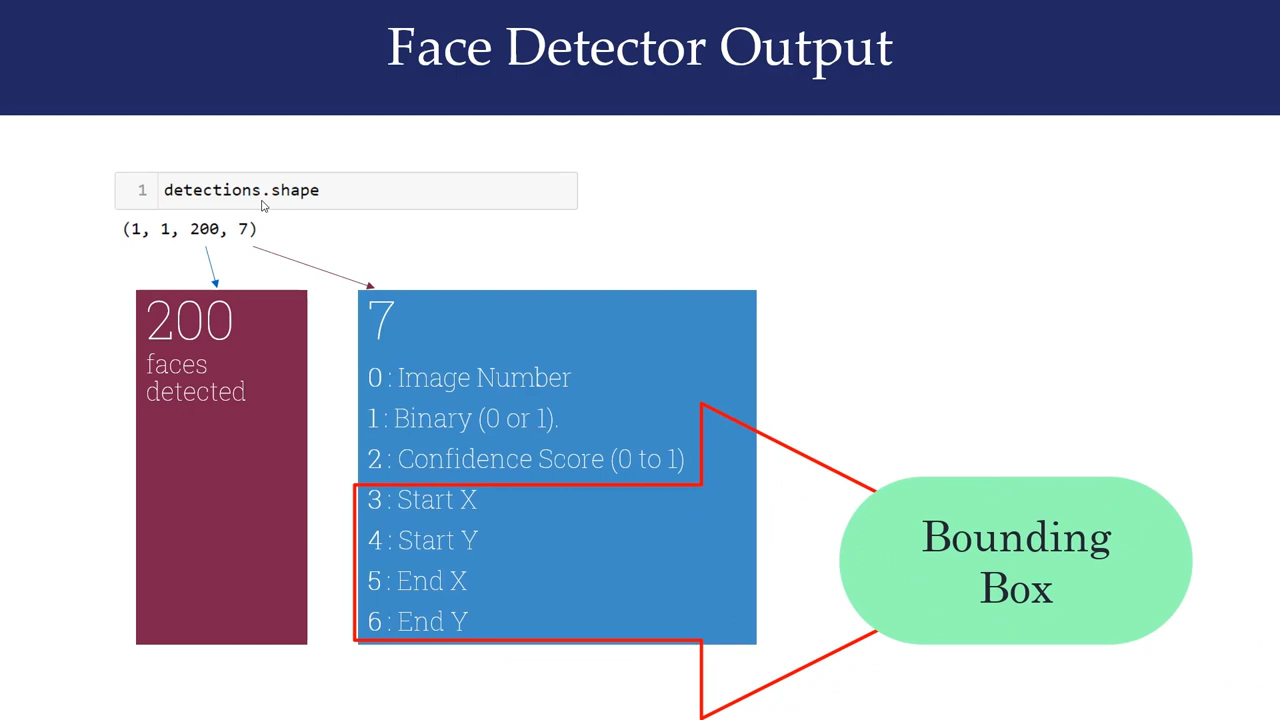 Face Detector Output
1 detections.shape
(1, 1, 200, 7)
200
faces
detected
7
0 : Image Number
1 : Binary (0 or 1).
2 : Confidence Score (0 to 1)
3 : Start X
4 : Start Y
5 : End X
6 : End Y
Bounding
Box